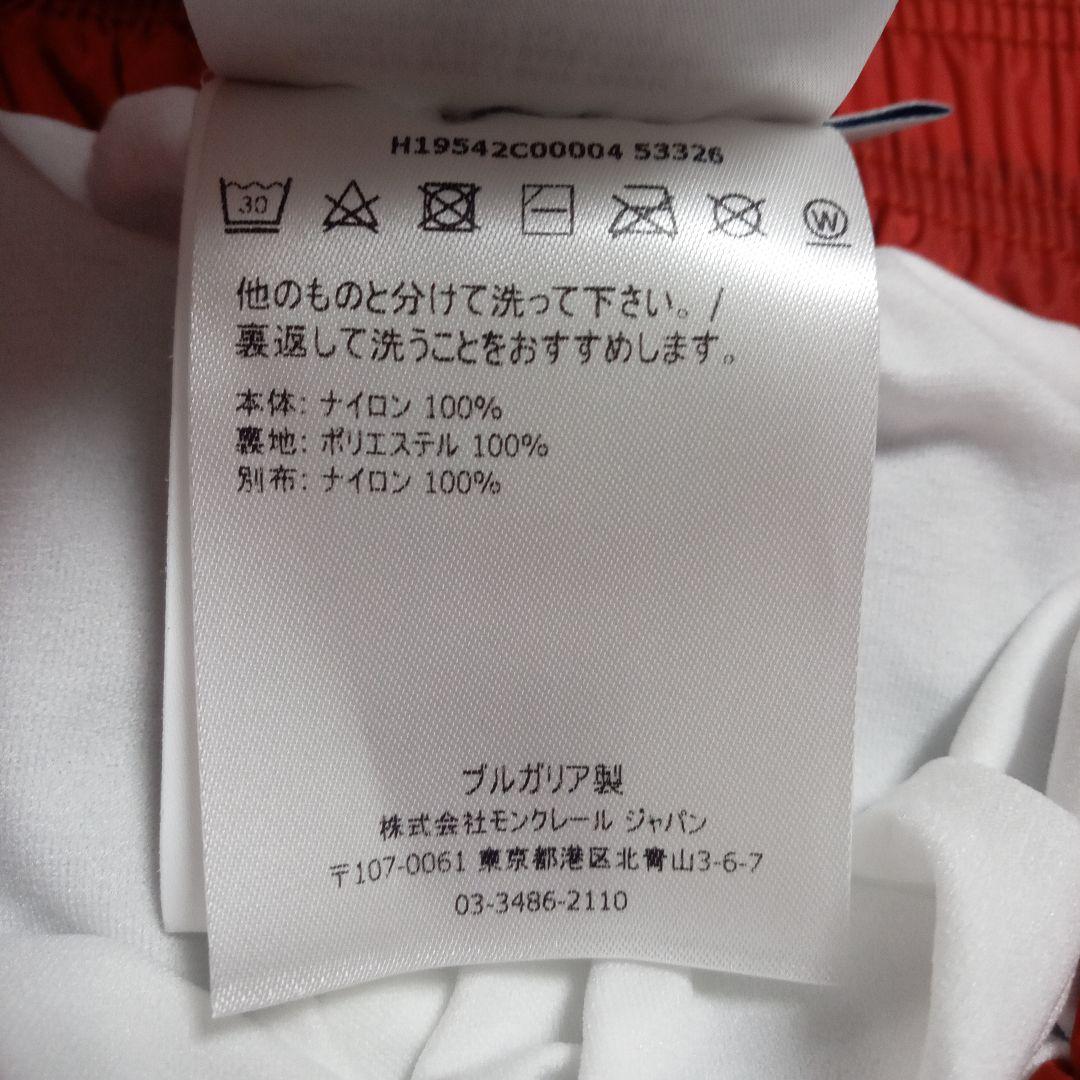 H19542C00004 53326
30
W
他のものと分けて洗って下さい。/
裏返して洗うことをおすすめします。
本体: ナイロン 100%
裏地: ポリエステル 100%
別布: ナイロン 100%
ブルガリア製
株式会社モンクレール ジャパン
〒107-0061 東京都港区北青山3-6-7
03-3486-2110